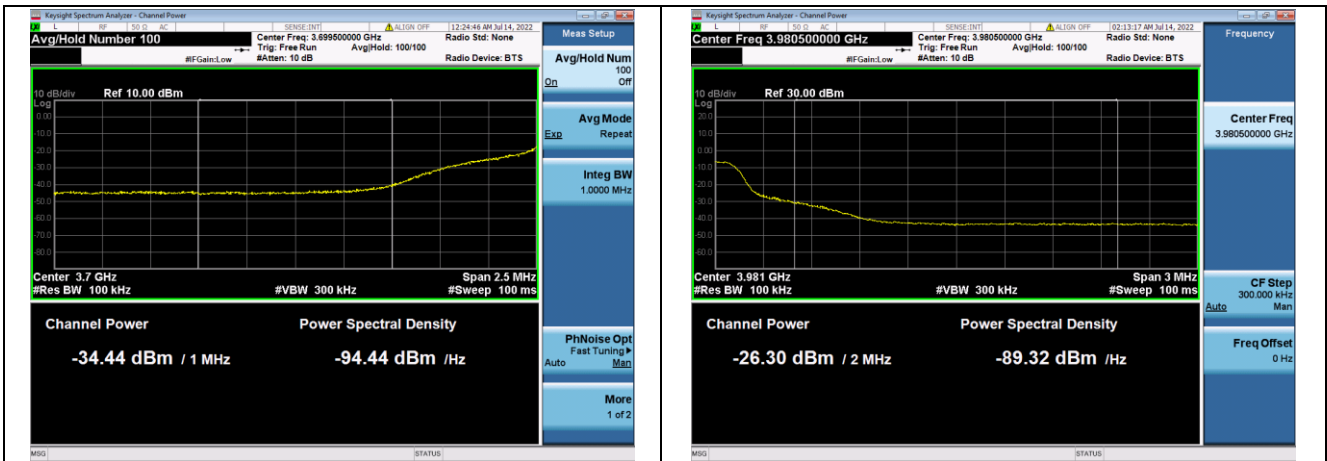 Keysight Spectrum Analyzer - Channel Power
L RF 50 Ω AC SENSE:INT ALIGN OFF 12:24:46 AM Jul 14, 2022
Avg/Hold Number 100
Center Freq: 3.699500000 GHz
Radio Std: None
Trig: Free Run Avg|Hold: 100/100
#IFGain:Low #Atten: 10 dB Radio Device: BTS
10 dB/div Ref 10.00 dBm
Log
0.00
-10.0
-20.0
-30.0
-40.0
-50.0
-60.0
-70.0
-80.0
Center 3.7 GHz Span 2.5 MHz
#Res BW 100 kHz #VBW 300 kHz #Sweep 100 ms
Channel Power Power Spectral Density
-34.44 dBm / 1 MHz -94.44 dBm /Hz
MSG STATUS
Meas Setup
Avg/Hold Num
100
On Off
Avg Mode
Exp Repeat
Integ BW
1.0000 MHz
PhNoise Opt
Fast Tuning
Auto Man
More
1 of 2
Keysight Spectrum Analyzer - Channel Power
L RF 50 Ω AC SENSE:INT ALIGN OFF 02:13:17 AM Jul 14, 2022
Center Freq 3.980500000 GHz
Center Freq: 3.980500000 GHz
Radio Std: None
Trig: Free Run Avg|Hold: 100/100
#IFGain:Low #Atten: 10 dB Radio Device: BTS
10 dB/div Ref 30.00 dBm
Log
20.0
10.0
0.00
-10.0
-20.0
-30.0
-40.0
-50.0
-60.0
Center 3.981 GHz Span 3 MHz
#Res BW 100 kHz #VBW 300 kHz #Sweep 100 ms
Channel Power Power Spectral Density
-26.30 dBm / 2 MHz -89.32 dBm /Hz
MSG STATUS
Frequency
Center Freq
3.980500000 GHz
CF Step
300.000 kHz
Auto Man
Freq Offset
0 Hz